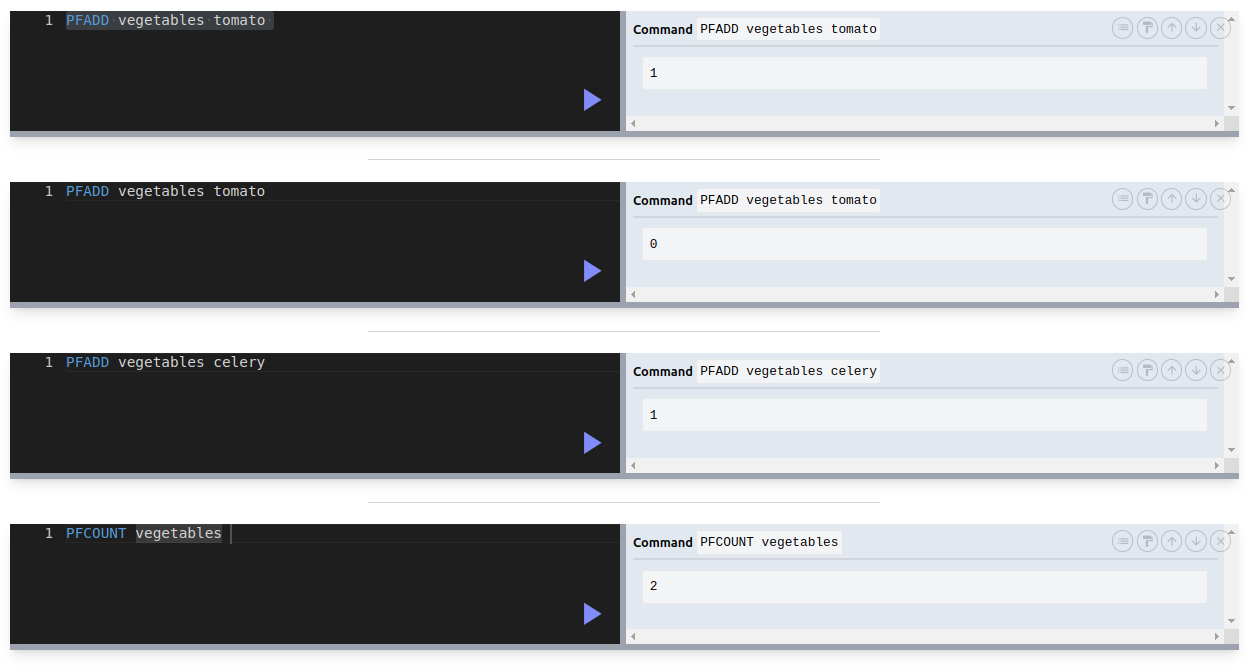 1 PFADD vegetables tomato
Command PFADD vegetables tomato
1
1 PFADD vegetables tomato
Command PFADD vegetables tomato
0
1 PFADD vegetables celery
Command PFADD vegetables celery
1
1 PFCOUNT vegetables
Command PFCOUNT vegetables
2